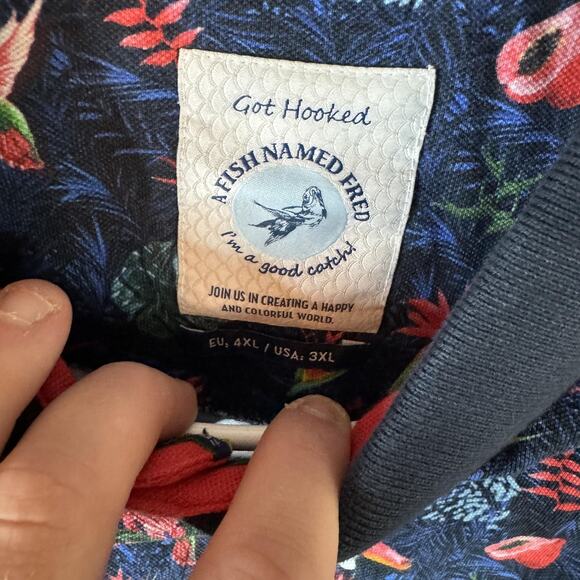 Got Hooked
A FISH NAMED FRED
I'm a good catch!
JOIN US IN CREATING A HAPPY
AND COLORFUL WORLD.
EU: 4XL / USA: 3XL